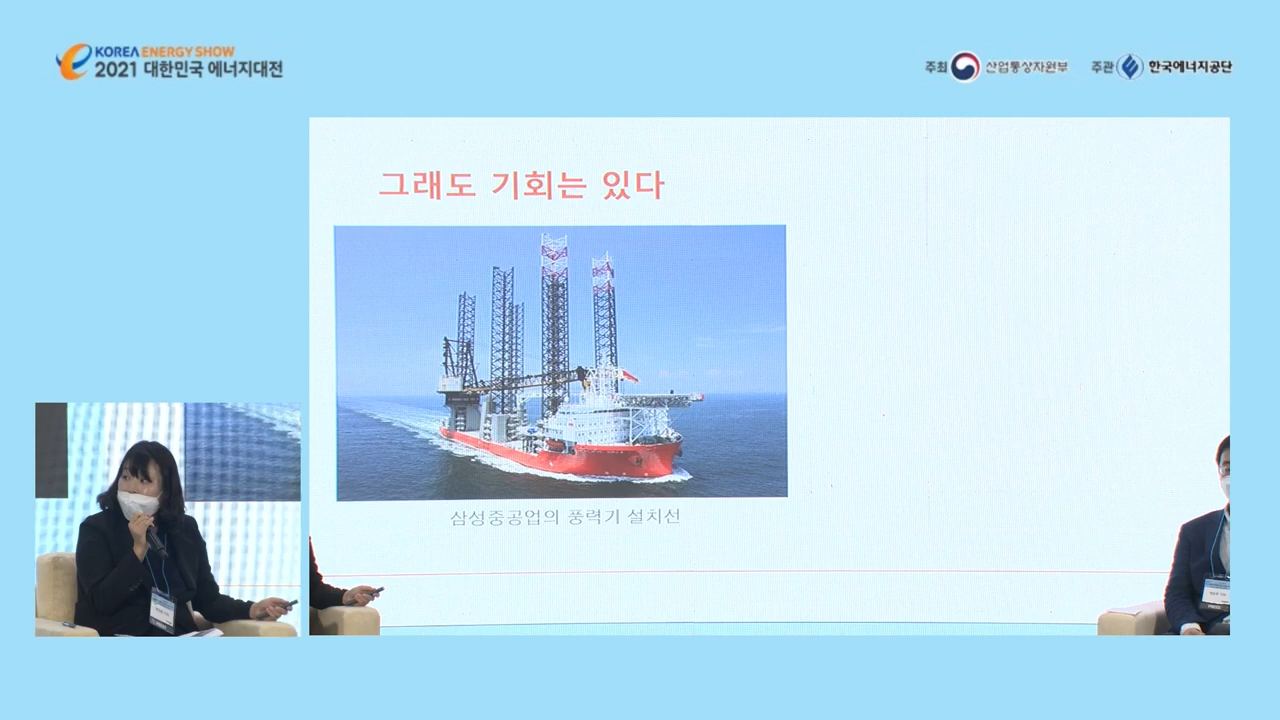 KOREA ENERGY SHOW
2021 대한민국 에너지대전
주최 산업통상자원부 주관 한국에너지공단
그래도 기회는 있다
삼성중공업의 풍력기 설치선